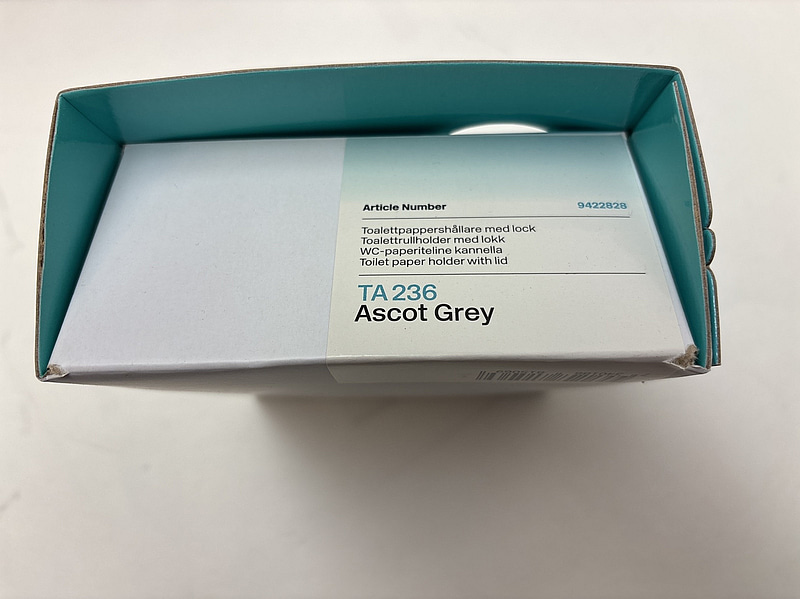 Article Number 9422828
Toalettpappershållare med lock
Toalettrullholder med lokk
WC-paperiteline kannella
Toilet paper holder with lid
TA 236
Ascot Grey